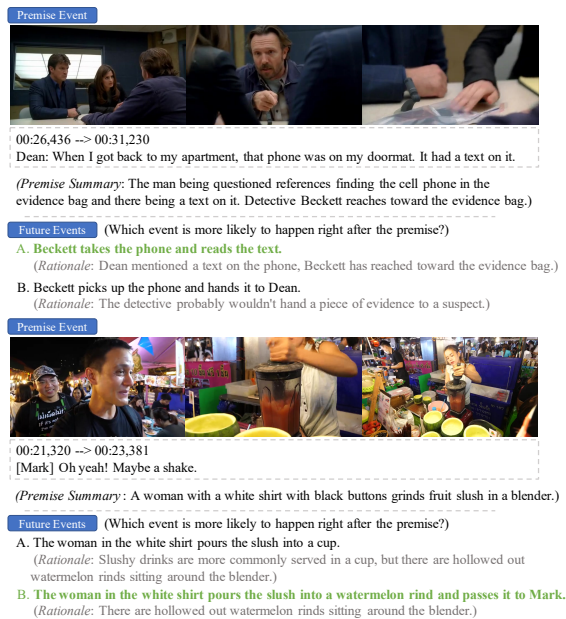 Premise Event
00:26,436 --> 00:31,230
Dean: When I got back to my apartment, that phone was on my doormat. It had a text on it.
(Premise Summary: The man being questioned references finding the cell phone in the
evidence bag and there being a text on it. Detective Beckett reaches toward the evidence bag.)
Future Events (Which event is more likely to happen right after the premise?)
A. Beckett takes the phone and reads the text.
(Rationale: Dean mentioned a text on the phone, Beckett has reached toward the evidence bag.)
B. Beckett picks up the phone and hands it to Dean.
(Rationale: The detective probably wouldn't hand a piece of evidence to a suspect.)
Premise Event
00:21,320 --> 00:23,381
[Mark] Oh yeah! Maybe a shake.
(Premise Summary: A woman with a white shirt with black buttons grinds fruit slush in a blender.)
Future Events (Which event is more likely to happen right after the premise?)
A. The woman in the white shirt pours the slush into a cup.
(Rationale: Slushy drinks are more commonly served in a cup, but there are hollowed out
watermelon rinds sitting around the blender.)
B. The woman in the white shirt pours the slush into a watermelon rind and passes it to Mark.
(Rationale: There are hollowed out watermelon rinds sitting around the blender.)